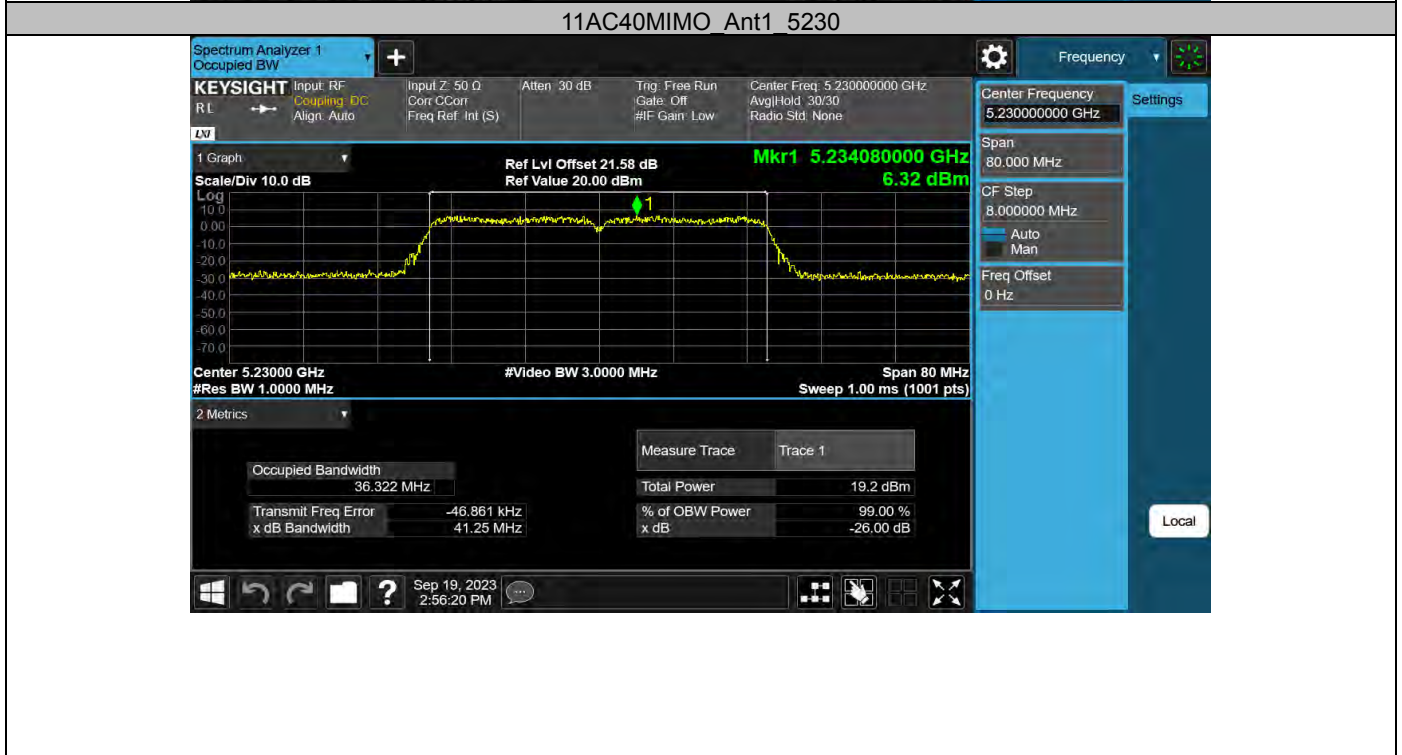 11AC40MIMO_Ant1_5230
Spectrum Analyzer 1
Occupied BW
+
Frequency
KEYSIGHT
R L
LXI
Input: RF
Coupling: DC
Align: Auto
Input Z: 50 Ω
Corr CCorr
Freq Ref: Int (S)
Atten: 30 dB
Trig: Free Run
Gate: Off
#IF Gain: Low
Center Freq: 5.230000000 GHz
Avg|Hold: 30/30
Radio Std: None
Center Frequency
5.230000000 GHz
Settings
Span
80.000 MHz
CF Step
8.000000 MHz
Auto
Man
Freq Offset
0 Hz
1 Graph
Scale/Div 10.0 dB
Ref Lvl Offset 21.58 dB
Ref Value 20.00 dBm
Mkr1 5.234080000 GHz
6.32 dBm
Log
10.0
0.00
-10.0
-20.0
-30.0
-40.0
-50.0
-60.0
-70.0
1
Center 5.23000 GHz
#Res BW 1.0000 MHz
#Video BW 3.0000 MHz
Span 80 MHz
Sweep 1.00 ms (1001 pts)
2 Metrics
Measure Trace Trace 1
Occupied Bandwidth
36.322 MHz
Total Power 19.2 dBm
Transmit Freq Error -46.861 kHz
% of OBW Power 99.00 %
x dB Bandwidth 41.25 MHz
x dB -26.00 dB
Local
?
Sep 19, 2023
2:56:20 PM